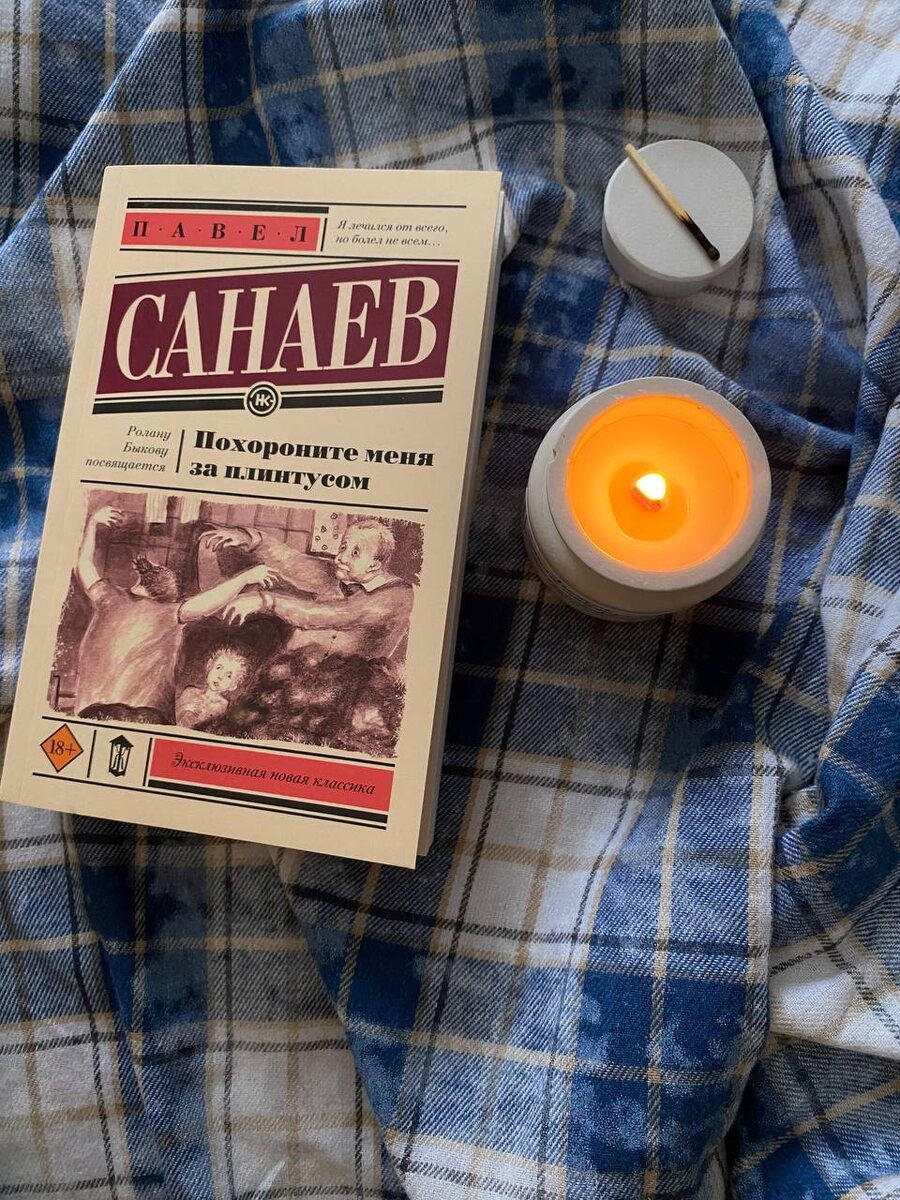 П·А·В·Е·Л
Я лечился от всего,
но болел не всем...
САНАЕВ
НК
Ролану
Быкову
посвящается
Похороните меня
за плинтусом
18+
Эксклюзивная новая классика